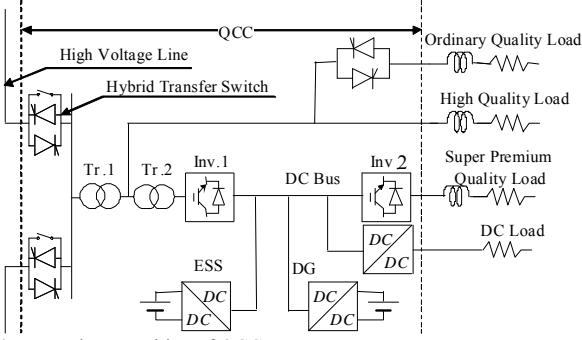 QCC
Ordinary Quality Load
High Voltage Line
Hybrid Transfer Switch
High Quality Load
Tr.1
Tr.2
Inv.1
DC Bus
Inv 2
Super Premium
Quality Load
DC Load
DC
DC
ESS
DG
DC
DC
DC
DC